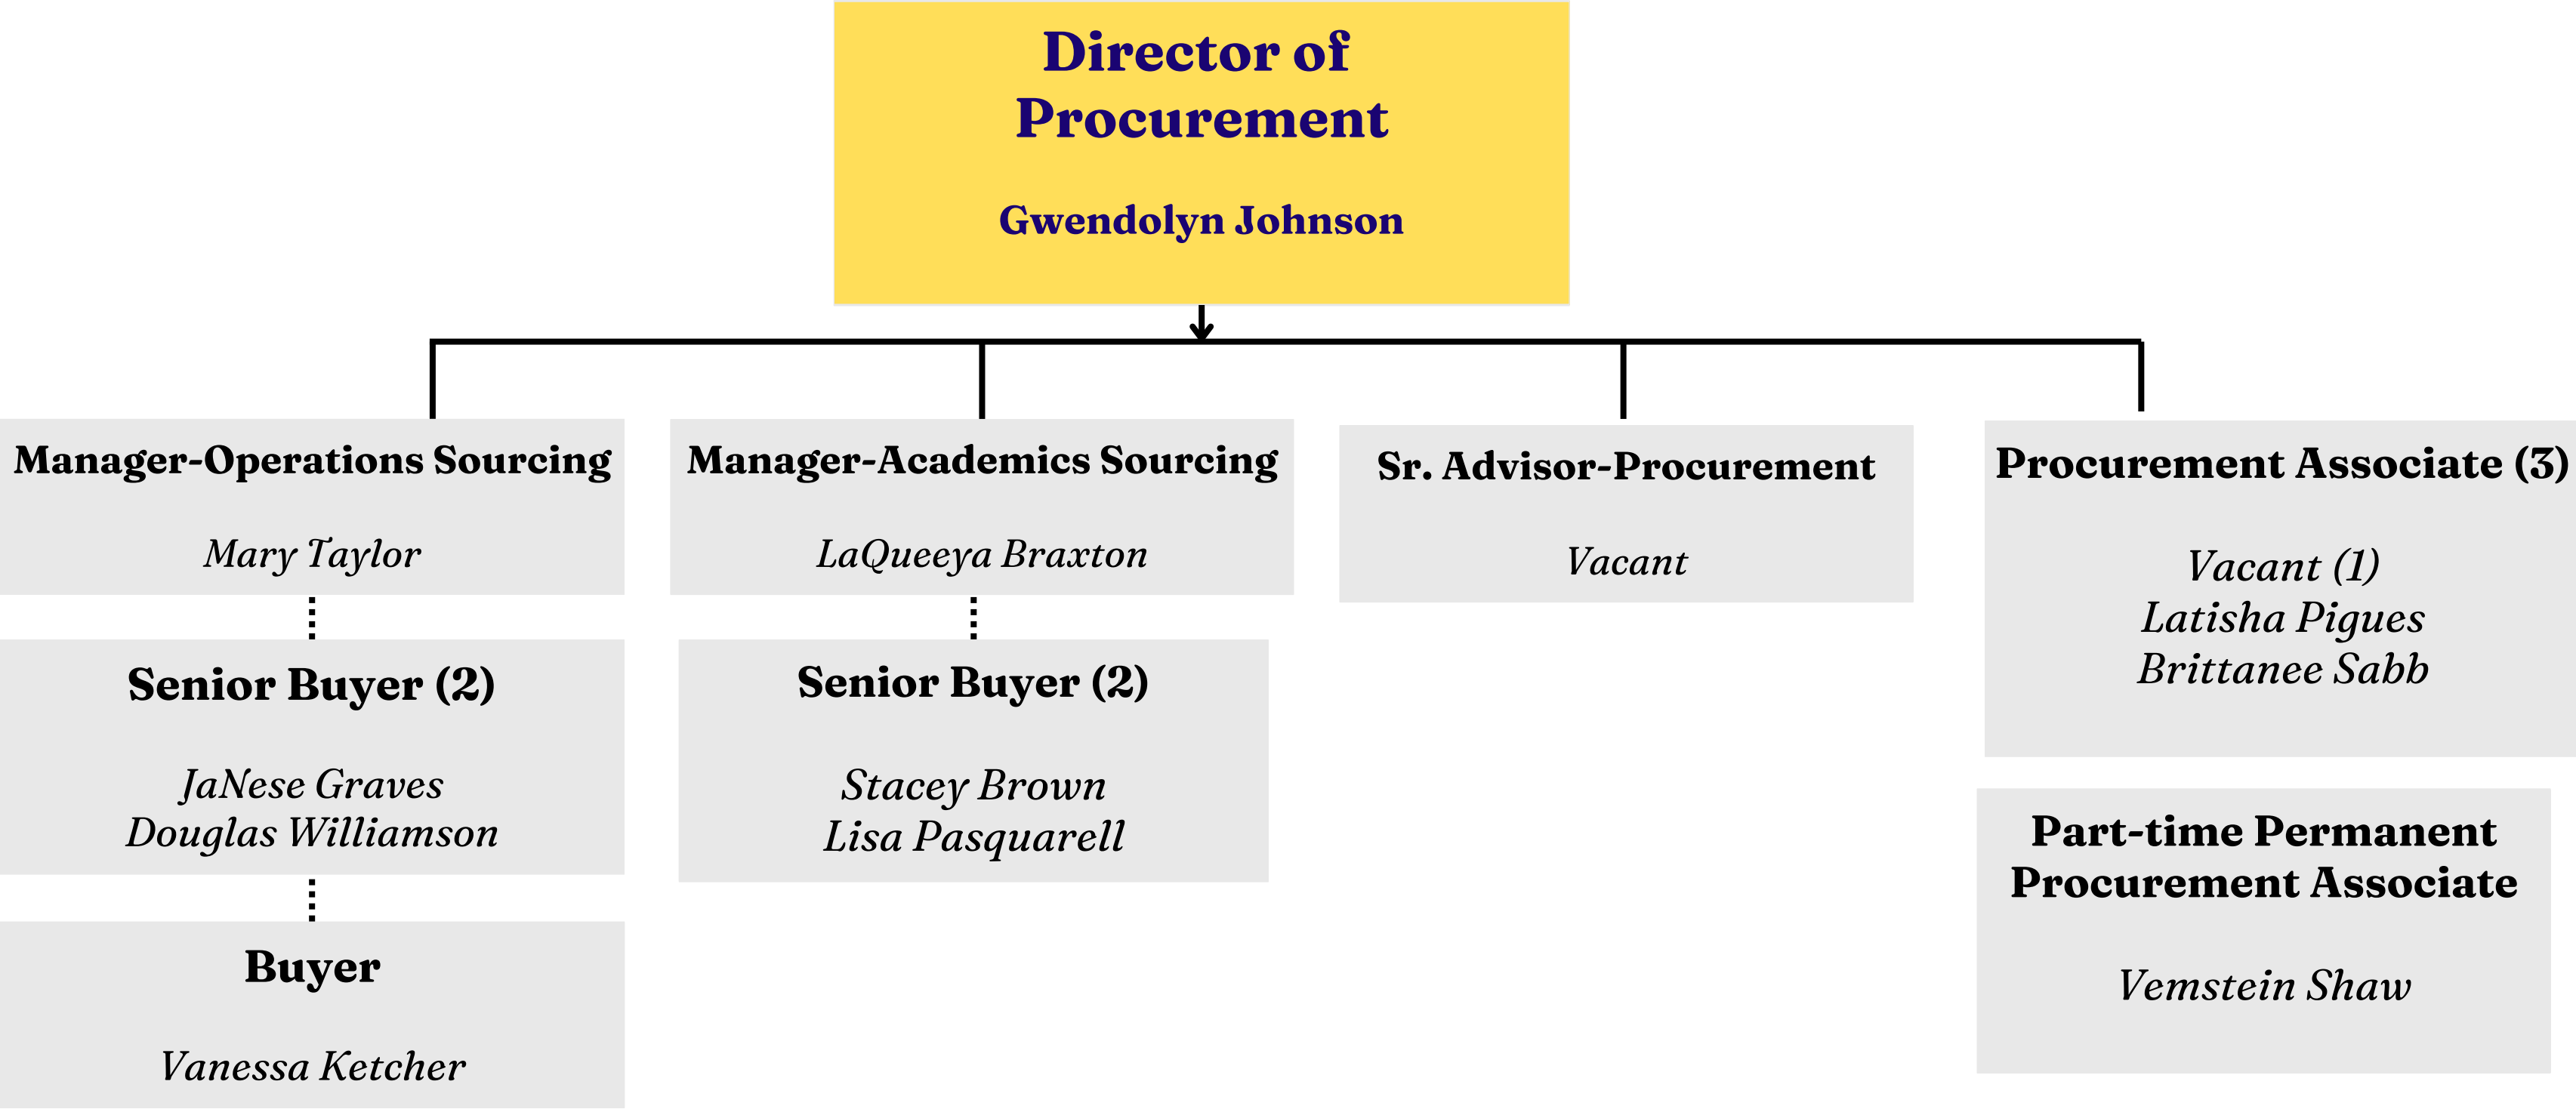 Director of
Procurement
Gwendolyn Johnson
Manager-Operations Sourcing
Mary Taylor
Senior Buyer (2)
JaNese Graves
Douglas Williamson
Buyer
Vanessa Ketcher
Manager-Academics Sourcing
LaQueeya Braxton
Senior Buyer (2)
Stacey Brown
Lisa Pasquarell
Sr. Advisor-Procurement
Vacant
Procurement Associate (3)
Vacant (1)
Latisha Pigues
Brittanee Sabb
Part-time Permanent
Procurement Associate
Vemstein Shaw